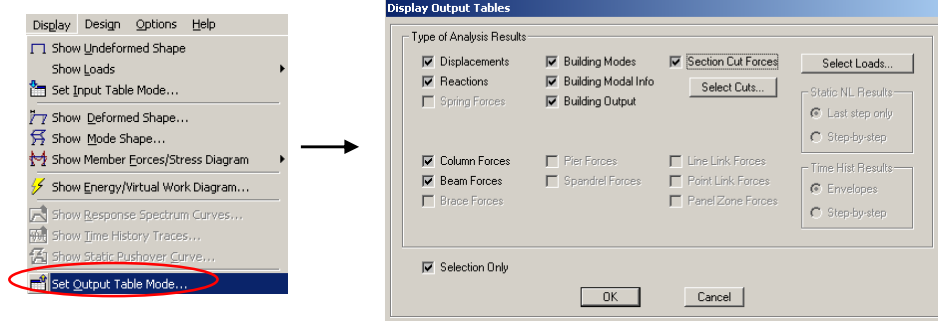 Display Design Options Help
Show Undeformed Shape
Show Loads
Set Input Table Mode...
Show Deformed Shape...
Show Mode Shape...
Show Member Forces/Stress Diagram
Show Energy/Virtual Work Diagram...
Show Response Spectrum Curves...
Show Time History Traces...
Show Static Pushover Curve...
Set Output Table Mode...
Display Output Tables
Type of Analysis Results
Displacements Building Modes Section Cut Forces Select Loads...
Reactions Building Modal Info Select Cuts...
Spring Forces Building Output
Static NL Results
Last step only
Step-by-step
Column Forces Pier Forces Line Link Forces
Beam Forces Spandrel Forces Point Link Forces
Brace Forces Panel Zone Forces
Time Hist Results
Envelopes
Step-by-step
Selection Only
OK Cancel